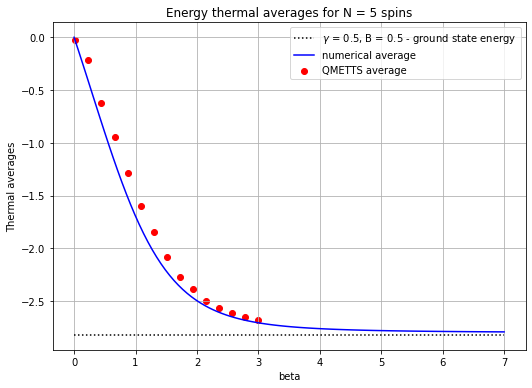 Energy thermal averages for N = 5 spins
γ = 0.5, B = 0.5 - ground state energy
numerical average
QMETTS average
Thermal averages
0.0
-0.5
-1.0
-1.5
-2.0
-2.5
0 1 2 3 4 5 6 7
beta